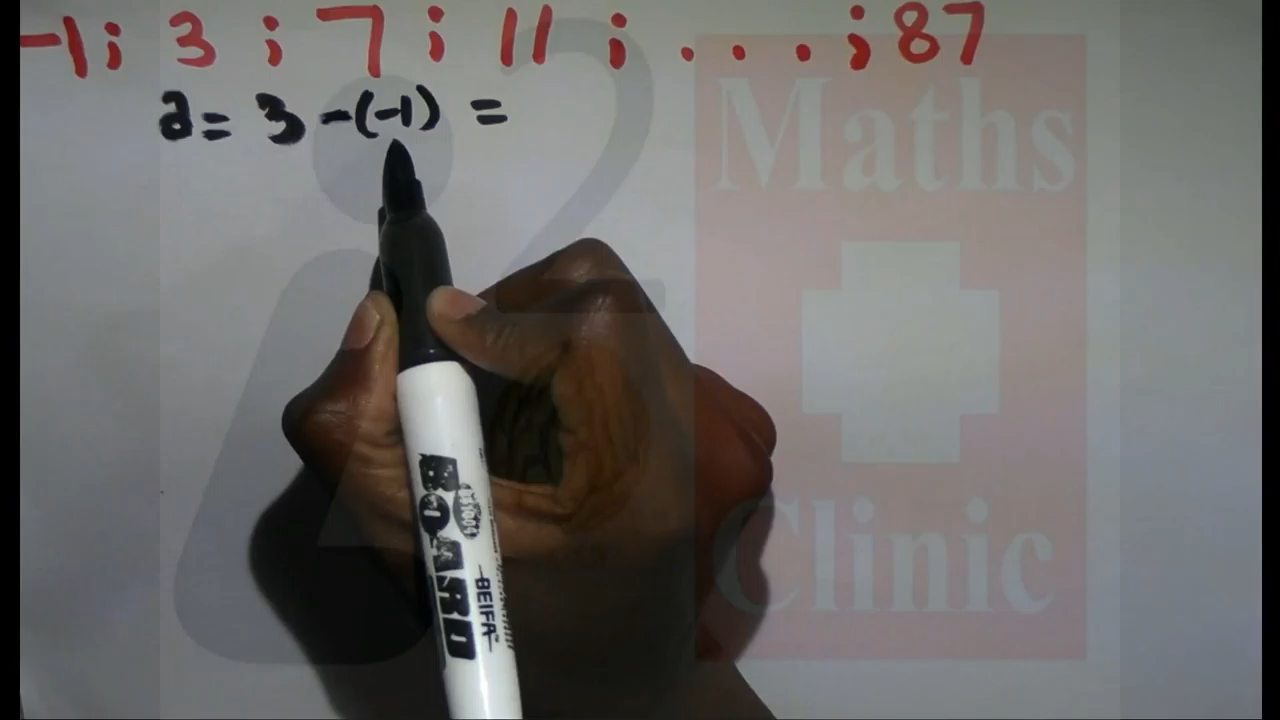 -1; 3 ; 7 ; 11 ; . . . ; 87
∂= 3 -(-1) =
Maths
Clinic
BOARD
BEIFA